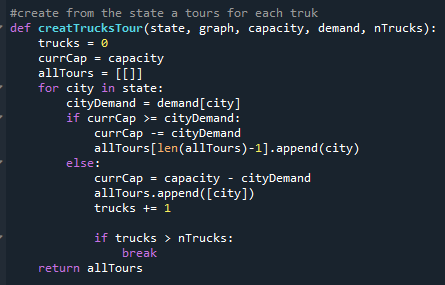 #create from the state a tours for each truk
def creatTrucksTour(state, graph, capacity, demand, nTrucks):
    trucks = 0
    currCap = capacity
    allTours = [[]]
    for city in state:
        cityDemand = demand[city]
        if currCap >= cityDemand:
            currCap -= cityDemand
            allTours[len(allTours)-1].append(city)
        else:
            currCap = capacity - cityDemand
            allTours.append([city])
            trucks += 1

            if trucks > nTrucks:
                break
    return allTours